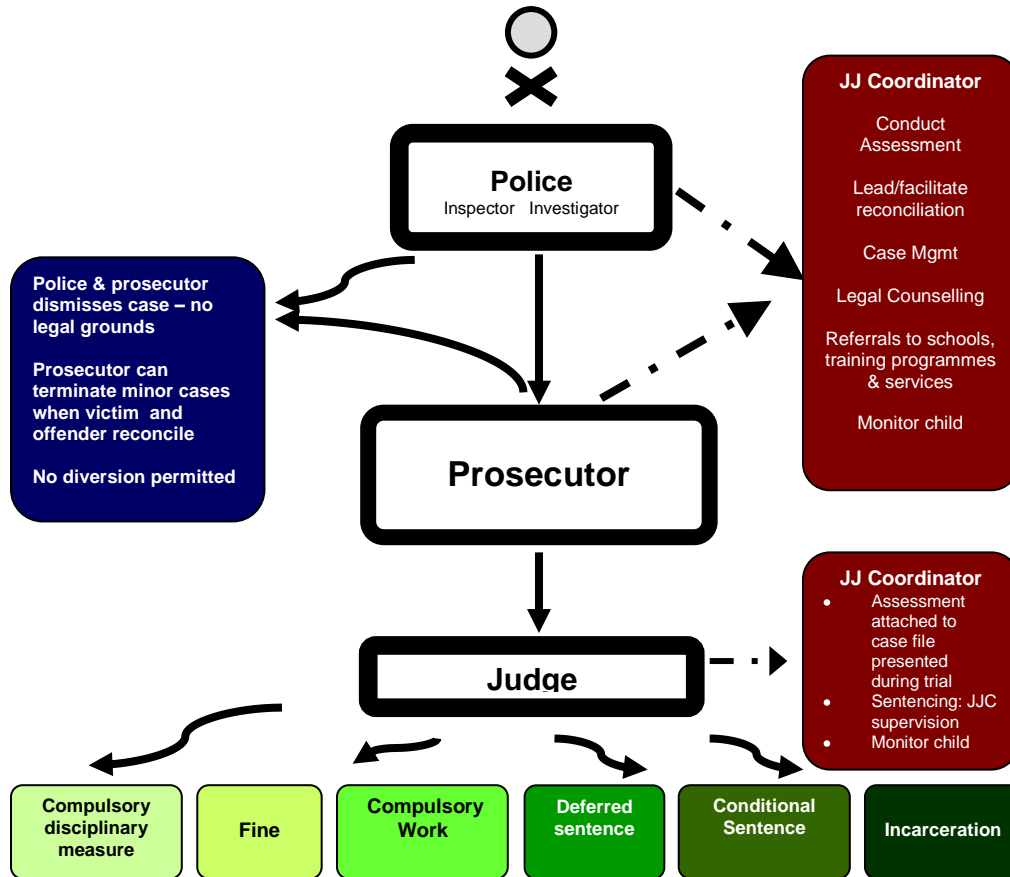 Police
Inspector Investigator
JJ Coordinator
Conduct
Assessment
Lead/facilitate
reconciliation
Case Mgmt
Legal Counselling
Referrals to schools,
training programmes
& services
Monitor child
Police & prosecutor
dismisses case – no
legal grounds
Prosecutor can
terminate minor cases
when victim and
offender reconcile
No diversion permitted
Prosecutor
JJ Coordinator
• Assessment
attached to
case file
presented
during trial
• Sentencing: JJC
supervision
• Monitor child
Judge
Compulsory
disciplinary
measure
Fine
Compulsory
Work
Deferred
sentence
Conditional
Sentence
Incarceration